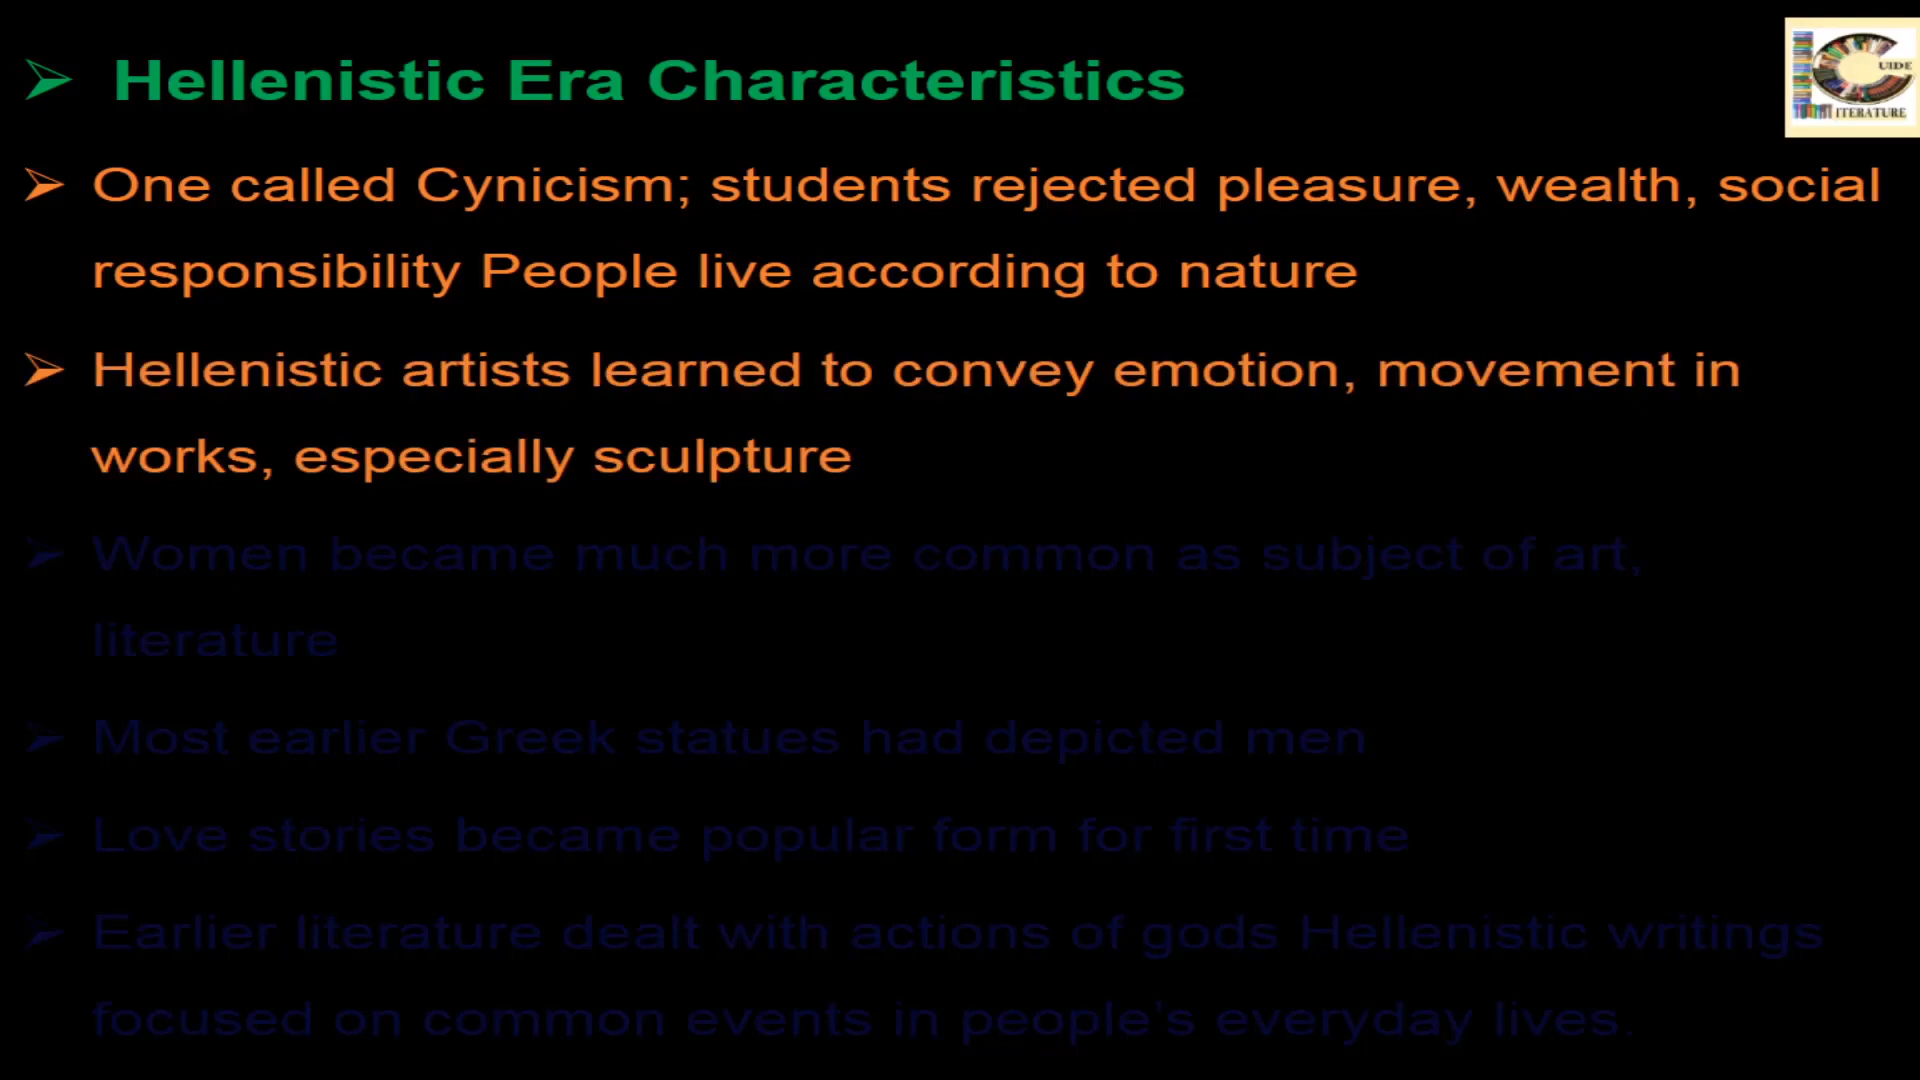 Hellenistic Era Characteristics
UIDE
ITERATURE
One called Cynicism; students rejected pleasure, wealth, social
responsibility People live according to nature
Hellenistic artists learned to convey emotion, movement in
works, especially sculpture
Women became much more common as subject of art,
literature
Most earlier Greek statues had depicted men
Love stories became popular form for first time
Earlier literature dealt with actions of gods Hellenistic writings
focused on common events in people's everyday lives.